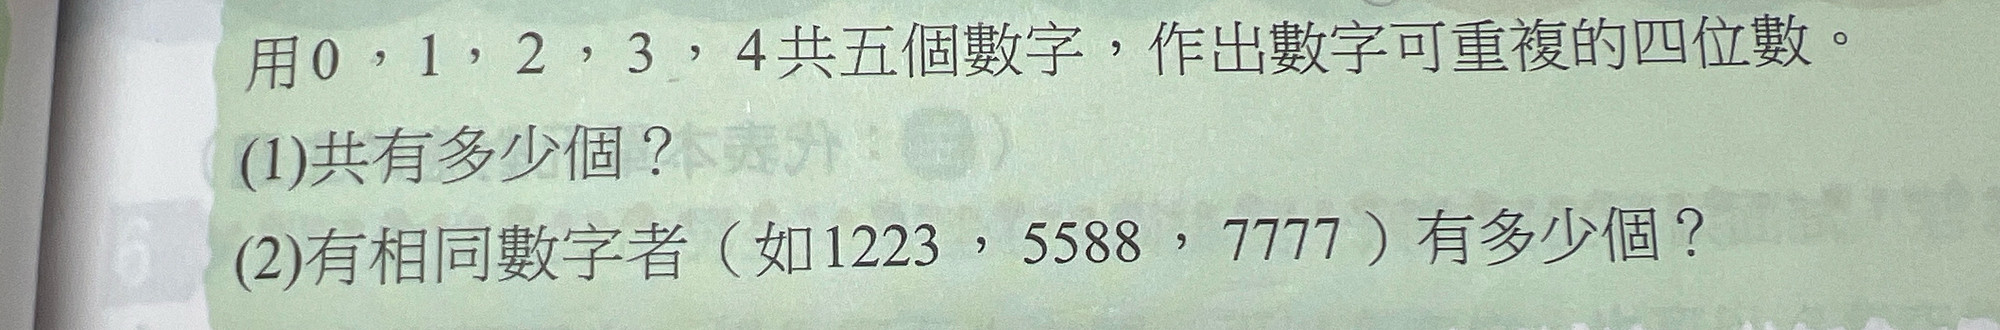 用0，1，2，3，4共五個數字，作出數字可重複的四位數。
(1)共有多少個？
(2)有相同數字者（如1223，5588，7777）有多少個？